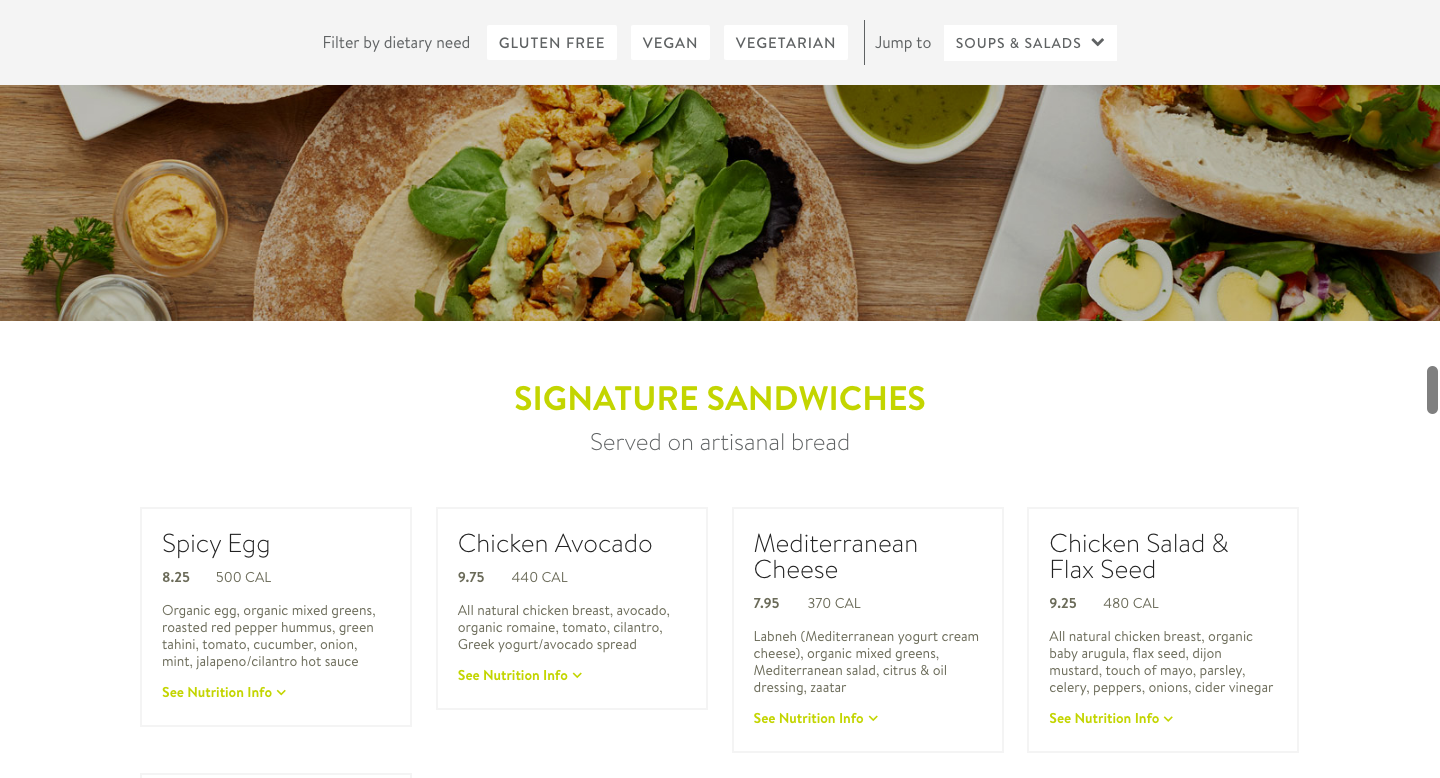 Filter by dietary need GLUTEN FREE VEGAN VEGETARIAN Jump to SOUPS & SALADS
SIGNATURE SANDWICHES
Served on artisanal bread
Spicy Egg
8.25 500 CAL
Organic egg, organic mixed greens,
roasted red pepper hummus, green
tahini, tomato, cucumber, onion,
mint, jalapeno/cilantro hot sauce
See Nutrition Info
Chicken Avocado
9.75 440 CAL
All natural chicken breast, avocado,
organic romaine, tomato, cilantro,
Greek yogurt/avocado spread
See Nutrition Info
Mediterranean
Cheese
7.95 370 CAL
Labneh (Mediterranean yogurt cream
cheese), organic mixed greens,
Mediterranean salad, citrus & oil
dressing, zaatar
See Nutrition Info
Chicken Salad &
Flax Seed
9.25 480 CAL
All natural chicken breast, organic
baby arugula, flax seed, dijon
mustard, touch of mayo, parsley,
celery, peppers, onions, cider vinegar
See Nutrition Info